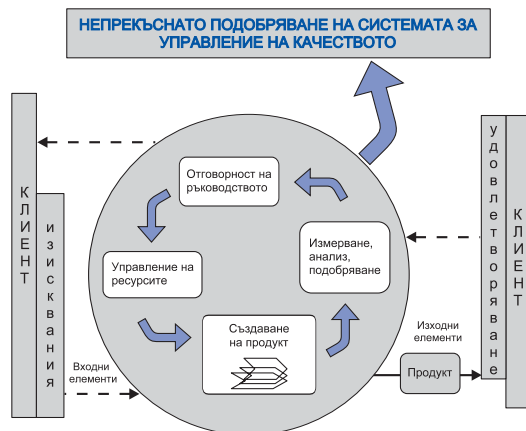 НЕПРЕКЪСНАТО ПОДОБРЯВАНЕ НА СИСТЕМАТА ЗА
УПРАВЛЕНИЕ НА КАЧЕСТВОТО
КЛИЕНТ
изисквания
Отговорност на
ръководството
Управление на
ресурсите
Измерване,
анализ,
подобряване
Създаване
на продукт
Входни
елементи
Изходни
елементи
Продукт
удовлетворяване
КЛИЕНТ